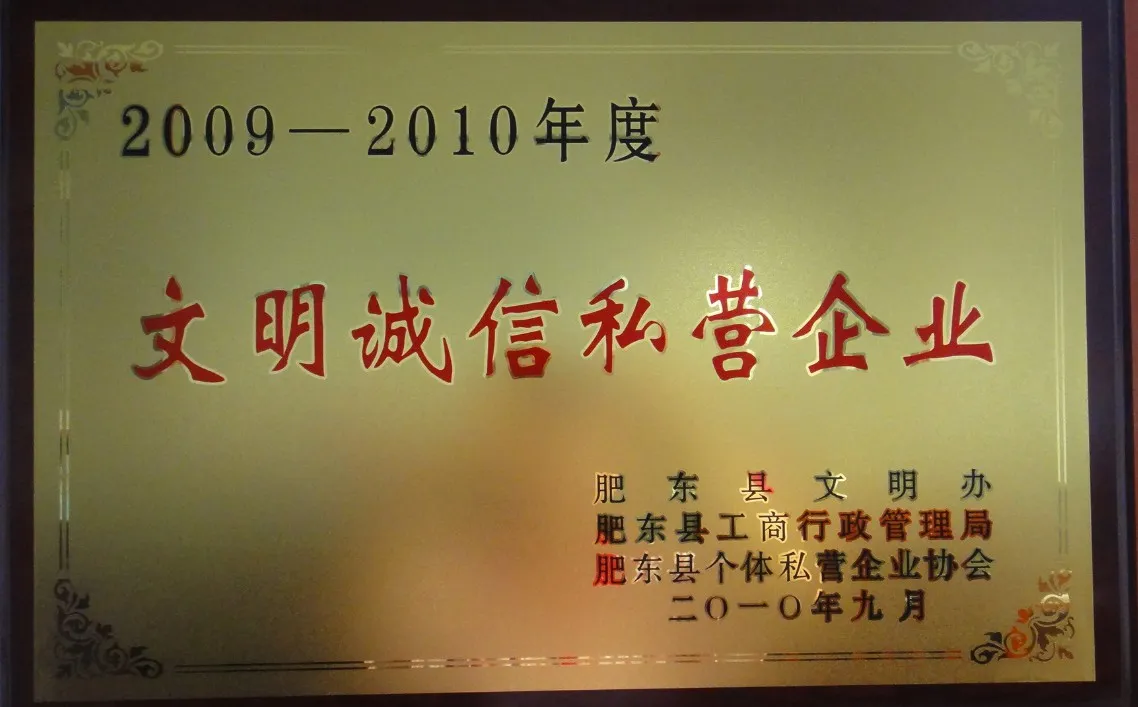 2009—2010年度
文明诚信私营企业
肥东县文明办
肥东县工商行政管理局
肥东县个体私营企业协会
二〇一〇年九月